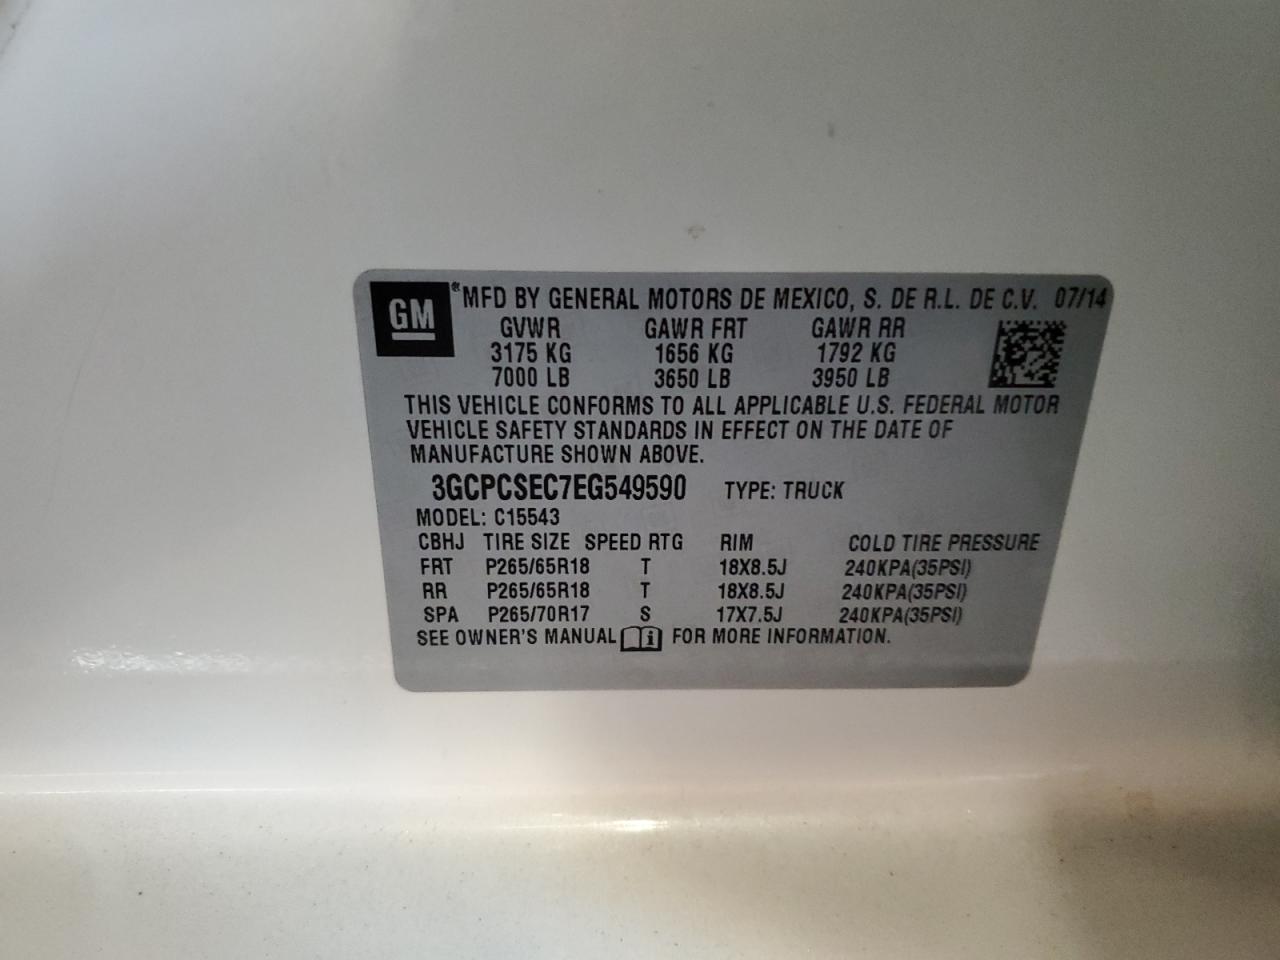 GM ® MFD BY GENERAL MOTORS DE MEXICO, S. DE R.L. DE C.V. 07/14
GVWR GAWR FRT GAWR RR
3175 KG 1656 KG 1792 KG
7000 LB 3650 LB 3950 LB
THIS VEHICLE CONFORMS TO ALL APPLICABLE U.S. FEDERAL MOTOR
VEHICLE SAFETY STANDARDS IN EFFECT ON THE DATE OF
MANUFACTURE SHOWN ABOVE.
3GCPCSEC7EG549590 TYPE: TRUCK
MODEL: C15543
CBHJ TIRE SIZE SPEED RTG RIM COLD TIRE PRESSURE
FRT P265/65R18 T 18X8.5J 240KPA(35PSI)
RR P265/65R18 T 18X8.5J 240KPA(35PSI)
SPA P265/70R17 S 17X7.5J 240KPA(35PSI)
SEE OWNER'S MANUAL i FOR MORE INFORMATION.